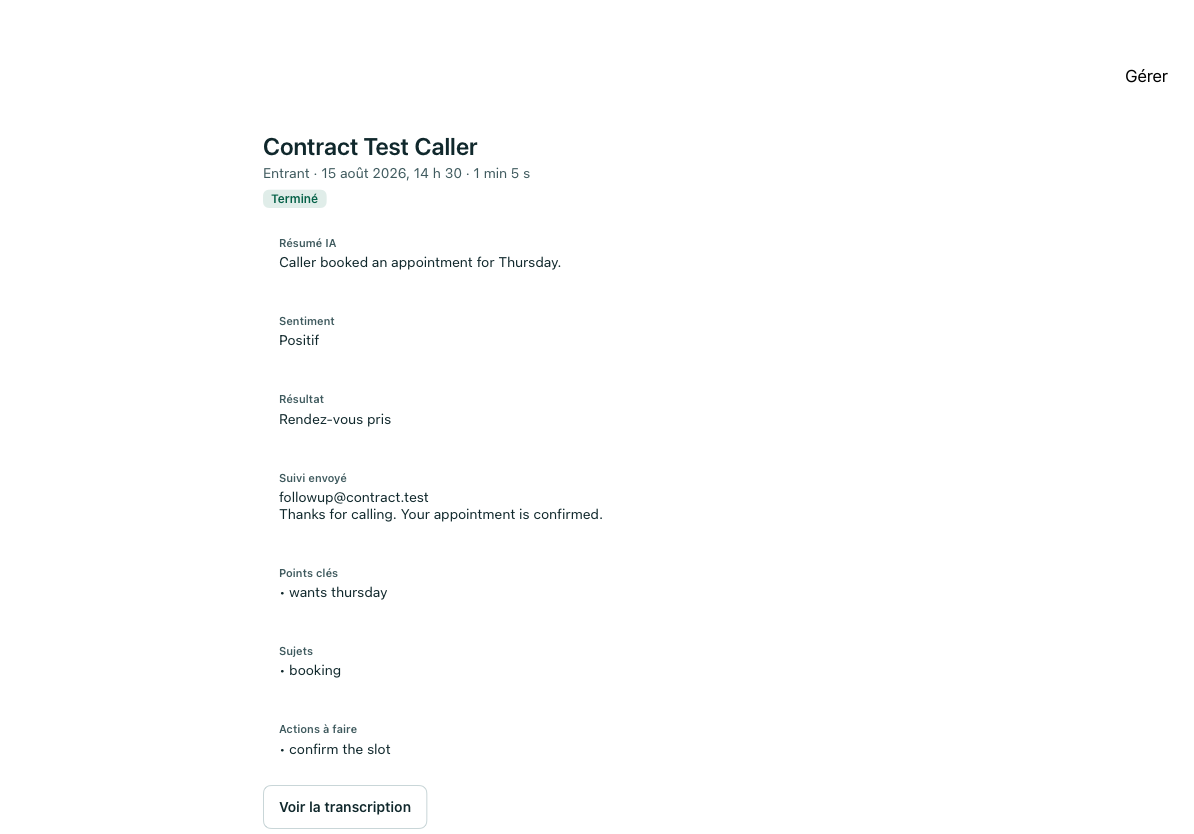 Gérer
Contract Test Caller
Entrant · 15 août 2026, 14 h 30 · 1 min 5 s
Terminé
Résumé IA
Caller booked an appointment for Thursday.
Sentiment
Positif
Résultat
Rendez-vous pris
Suivi envoyé
followup@contract.test
Thanks for calling. Your appointment is confirmed.
Points clés
• wants thursday
Sujets
• booking
Actions à faire
• confirm the slot
Voir la transcription